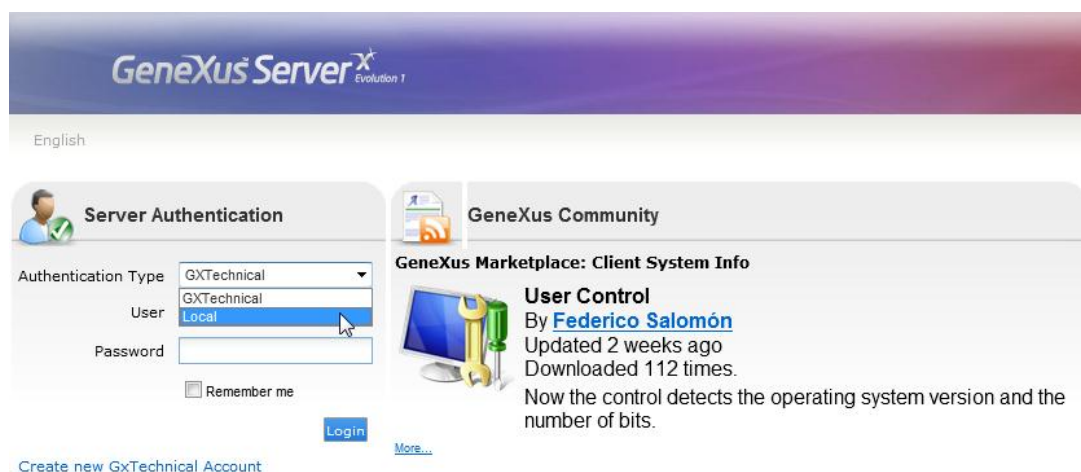 GeneXus Server X
Evolution 1
English
Server Authentication
Authentication Type
GXTechnical
GXTechnical
Local
User
Password
Remember me
Login
Create new GxTechnical Account
GeneXus Community
GeneXus Marketplace: Client System Info
User Control
By Federico Salomón
Updated 2 weeks ago
Downloaded 112 times.
Now the control detects the operating system version and the
number of bits.
More...